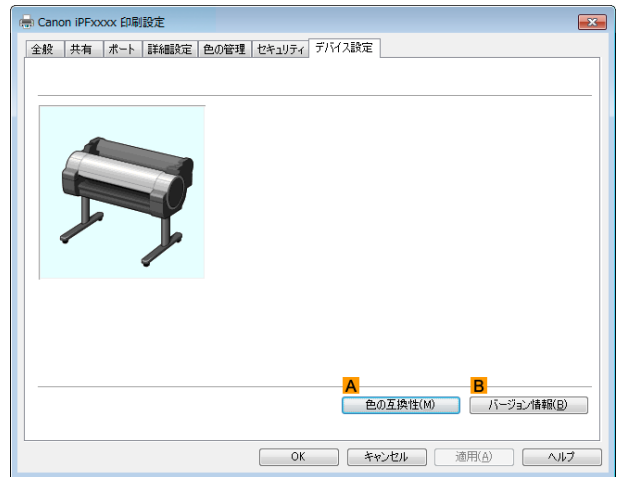 Canon iPFxxxx 印刷設定
全般 共有 ポート 詳細設定 色の管理 セキュリティ デバイス設定
A B
色の互換性(M) バージョン情報(B)
OK キャンセル 適用(A) ヘルプ